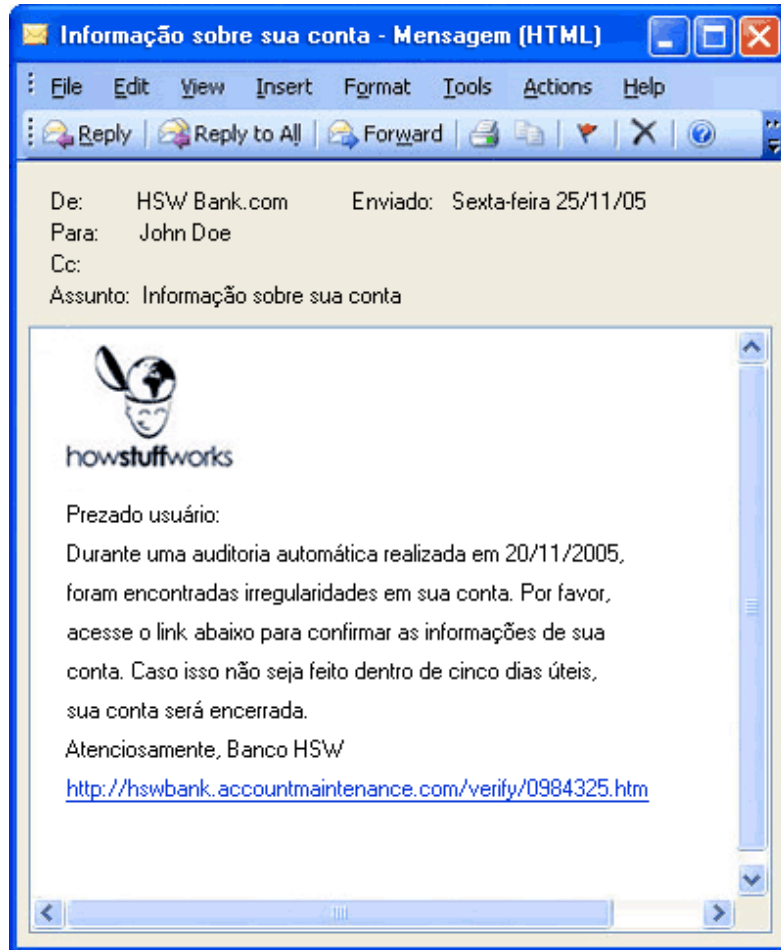 Informação sobre sua conta - Mensagem (HTML)
File Edit View Insert Format Tools Actions Help
Reply Reply to All Forward
De: HSW Bank.com Enviado: Sexta-feira 25/11/05
Para: John Doe
Cc:
Assunto: Informação sobre sua conta
howstuffworks
Prezado usuário:
Durante uma auditoria automática realizada em 20/11/2005,
foram encontradas irregularidades em sua conta. Por favor,
acesse o link abaixo para confirmar as informações de sua
conta. Caso isso não seja feito dentro de cinco dias úteis,
sua conta será encerrada.
Atenciosamente, Banco HSW
http://hswbank.accountmaintenance.com/verify/0984325.htm